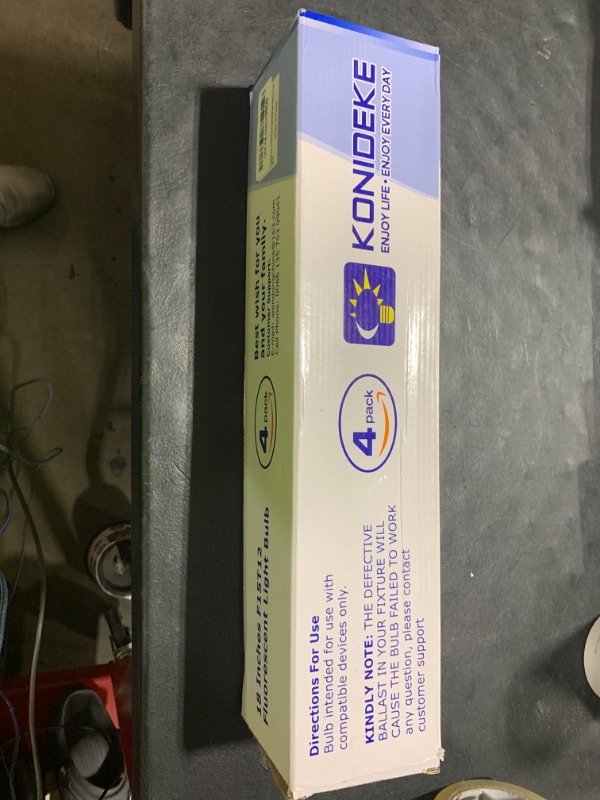 KONIDEKE
ENJOY LIFE • ENJOY EVERY DAY
4 pack
Directions For Use
Bulb intended for use with
compatible devices only.
KINDLY NOTE: THE DEFECTIVE
BALLAST IN YOUR FIXTURE WILL
CAUSE THE BULB FAILED TO WORK
any question, please contact
customer support
Best wish for you
and your family.
Customer Support:
4 pack
18 Inches F15T12
Fluorescent Light Bulb